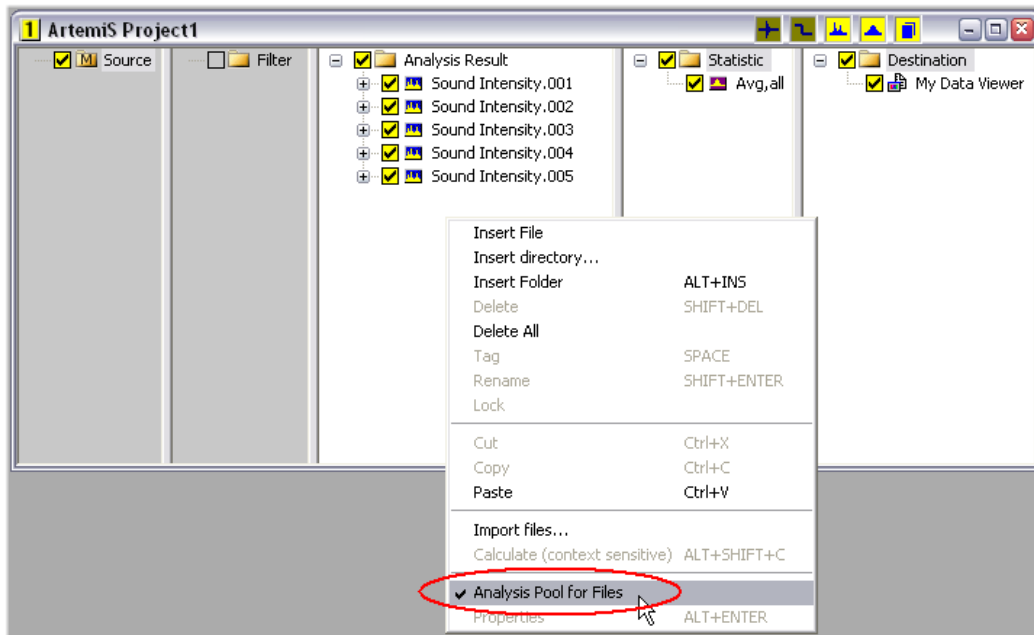 1 ArtemiS Project1
M Source
Filter
Analysis Result
Sound Intensity.001
Sound Intensity.002
Sound Intensity.003
Sound Intensity.004
Sound Intensity.005
Statistic
Avg,all
Destination
My Data Viewer
Insert File
Insert directory...
Insert Folder ALT+INS
Delete SHIFT+DEL
Delete All
Tag SPACE
Rename SHIFT+ENTER
Lock
Cut Ctrl+X
Copy Ctrl+C
Paste Ctrl+V
Import files...
Calculate (context sensitive) ALT+SHIFT+C
Analysis Pool for Files
Properties ALT+ENTER